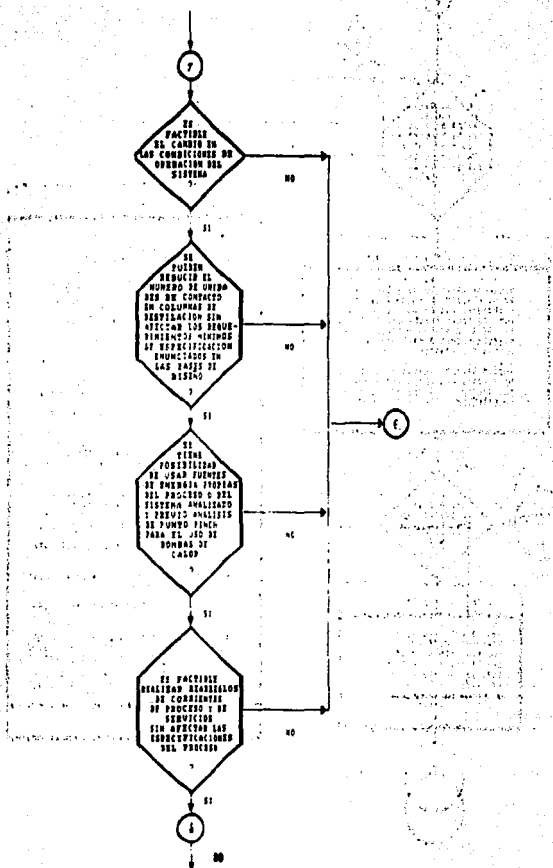 ES
FACTIBLE
EL CAMBIO EN
LAS CONDICIONES DE
OPERACION DEL
SISTEMA
?
NO
SI
SE
PUEDEN
REDUCIR EL
NUMERO DE UNIDA
DES DE CONTACTO
EN COLUMNAS DE
DESTILACION SIN
AFECTAR LOS REQUE-
RIMIENTOS MINIMOS
DE ESPECIFICACION
ENUNCIADOS EN
LAS BASES DE
DISEÑO
?
NO
SI
SE
TIENE
POSIBILIDAD
DE USAR FUENTES
DE ENERGIA PROPIAS
DEL PROCESO O DEL
SISTEMA ANALIZADO
Y PREVIO ANALISIS
DE PUNTO PINCH
PARA EL USO DE
BOMBAS DE
CALOR
?
NO
SI
ES FACTIBLE
REALIZAR REARREGLOS
DE CORRIENTES
DE PROCESO Y DE
SERVICIOS
SIN AFECTAR LAS
ESPECIFICACIONES
DEL PROCESO
?
NO
SI